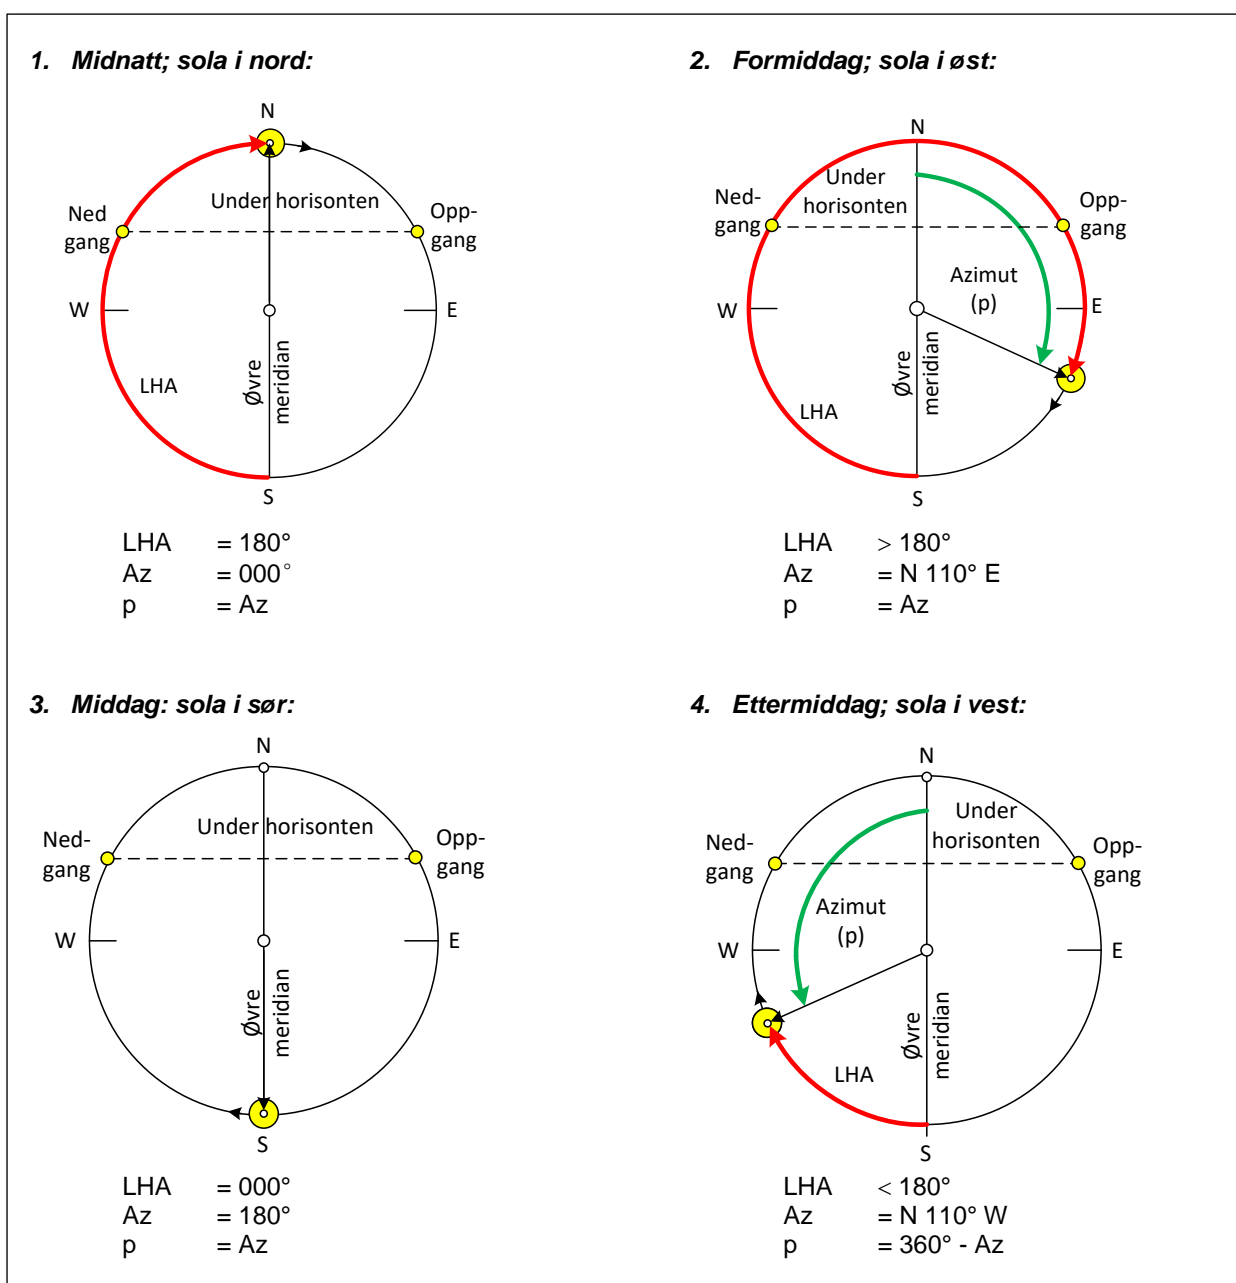 1. Midnatt; sola i nord:
N
Ned
gang
Under horisonten
Opp-
gang
W
E
LHA
Øvre
meridian
S
LHA = 180°
Az = 000°
p = Az
2. Formiddag; sola i øst:
N
Ned-
gang
Under
horisonten
Opp-
gang
Azimut
(p)
W
E
LHA
Øvre
meridian
S
LHA > 180°
Az = N 110° E
p = Az
3. Middag: sola i sør:
N
Ned-
gang
Under horisonten
Opp-
gang
W
E
Øvre
meridian
S
LHA = 000°
Az = 180°
p = Az
4. Ettermiddag; sola i vest:
N
Ned-
gang
Under
horisonten
Opp-
gang
Azimut
(p)
W
E
LHA
Øvre
meridian
S
LHA < 180°
Az = N 110° W
p = 360° - Az